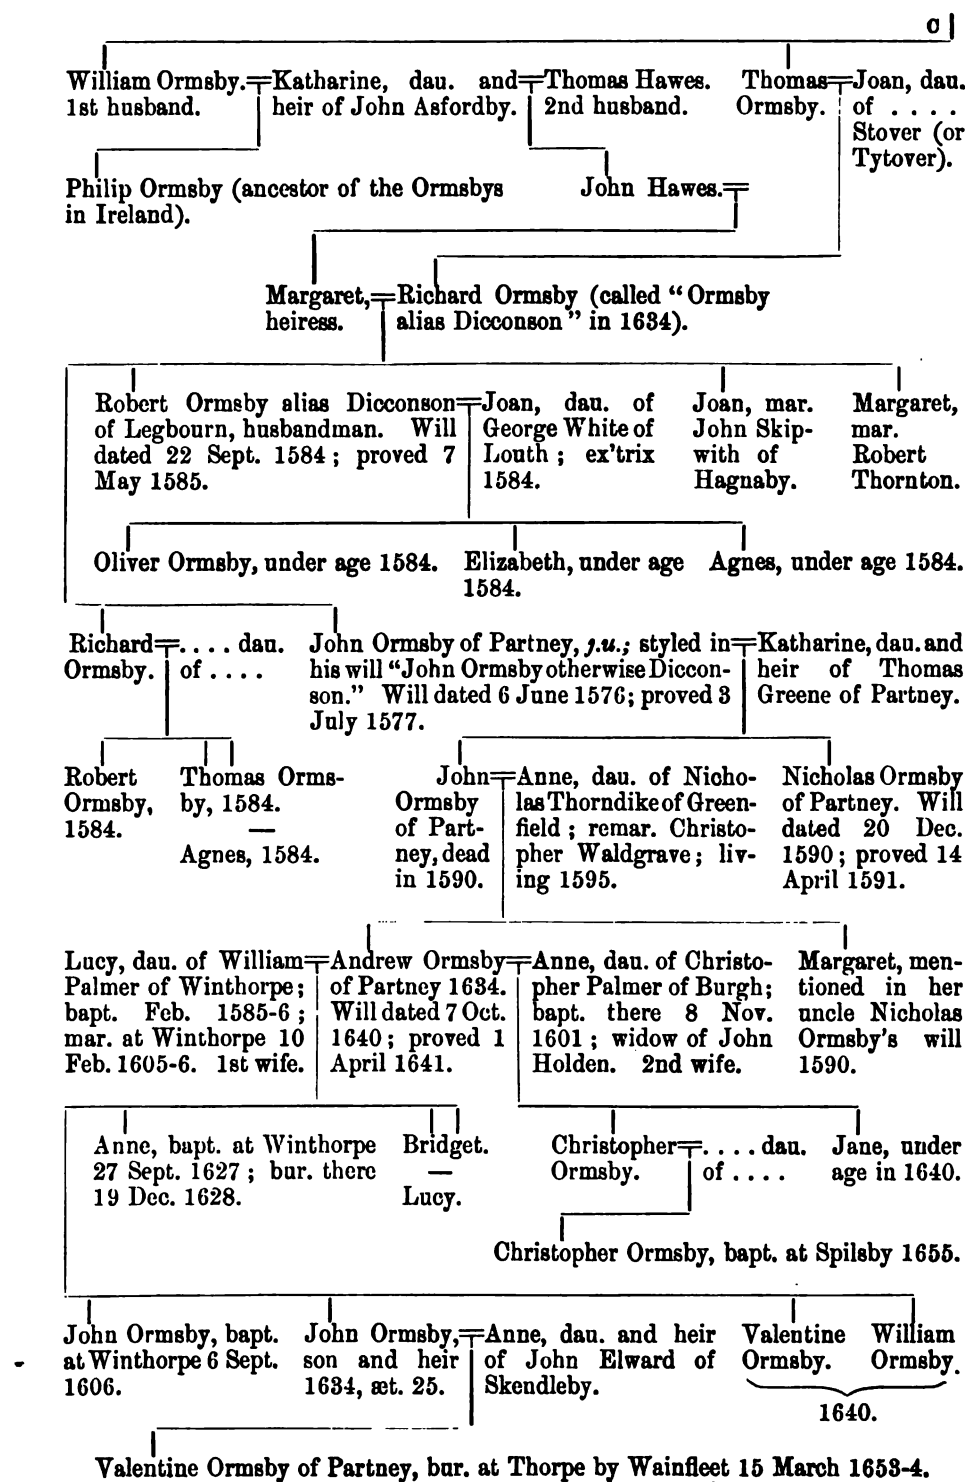 C
William Ormsby.=Katharine, dau. and=Thomas Hawes.
1st husband. heir of John Asfordby. 2nd husband.
Thomas=Joan, dau.
Ormsby. of . . . .
Stover (or
Tytover).
Philip Ormsby (ancestor of the Ormsbys
in Ireland).
John Hawes.=
Margaret,=Richard Ormsby (called “Ormsby
heiress. alias Dicconson” in 1634).
Robert Ormsby alias Dicconson=
of Legbourn, husbandman. Will
dated 22 Sept. 1584; proved 7
May 1585.
Joan, dau. of
George White of
Louth; ex'trix
1584.
Joan, mar.
John Skip-
with of
Hagnaby.
Margaret,
mar.
Robert
Thornton.
Oliver Ormsby, under age 1584.
Elizabeth, under age
1584.
Agnes, under age 1584.
Richard=. . . . dau.
Ormsby. of . . . .
John Ormsby of Partney, j.u.; styled in=
his will “John Ormsby otherwise Diccon-
son.” Will dated 6 June 1576; proved 3
July 1577.
Katharine, dau. and
heir of Thomas
Greene of Partney.
Robert
Ormsby,
1584.
Thomas Orms-
by, 1584.
—
Agnes, 1584.
John=
Ormsby
of Part-
ney, dead
in 1590.
Anne, dau. of Nicho-
las Thorndike of Green-
field; remar. Christo-
pher Waldgrave; liv-
ing 1595.
Nicholas Ormsby
of Partney. Will
dated 20 Dec.
1590; proved 14
April 1591.
Lucy, dau. of William=
Palmer of Winthorpe;
bapt. Feb. 1585-6;
mar. at Winthorpe 10
Feb. 1605-6. 1st wife.
Andrew Ormsby=
of Partney 1634.
Will dated 7 Oct.
1640; proved 1
April 1641.
Anne, dau. of Christo-
pher Palmer of Burgh;
bapt. there 8 Nov.
1601; widow of John
Holden. 2nd wife.
Margaret, men-
tioned in her
uncle Nicholas
Ormsby's will
1590.
Anne, bapt. at Winthorpe
27 Sept. 1627; bur. there
19 Dec. 1628.
Bridget.
—
Lucy.
Christopher=. . . . dau.
Ormsby. of . . . .
Jane, under
age in 1640.
Christopher Ormsby, bapt. at Spilsby 1655.
John Ormsby, bapt.
at Winthorpe 6 Sept.
1606.
John Ormsby,=
son and heir
1634, æt. 25.
Anne, dau. and heir
of John Elward of
Skendleby.
Valentine
Ormsby.
William
Ormsby.
1640.
Valentine Ormsby of Partney, bur. at Thorpe by Wainfleet 15 March 1653-4.